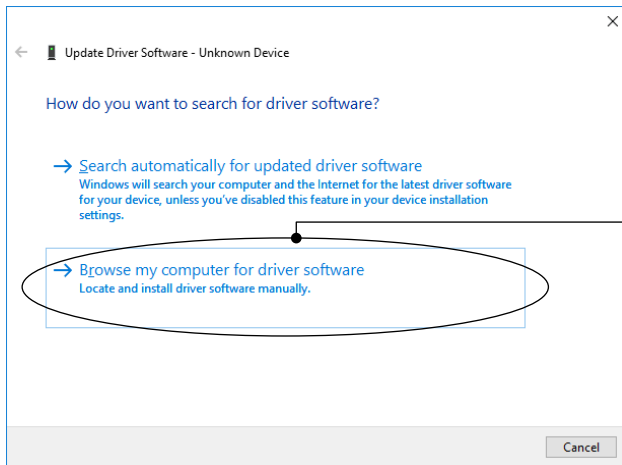 Update Driver Software - Unknown Device
How do you want to search for driver software?
Search automatically for updated driver software
Windows will search your computer and the Internet for the latest driver software
for your device, unless you've disabled this feature in your device installation
settings.
Browse my computer for driver software
Locate and install driver software manually.
Cancel